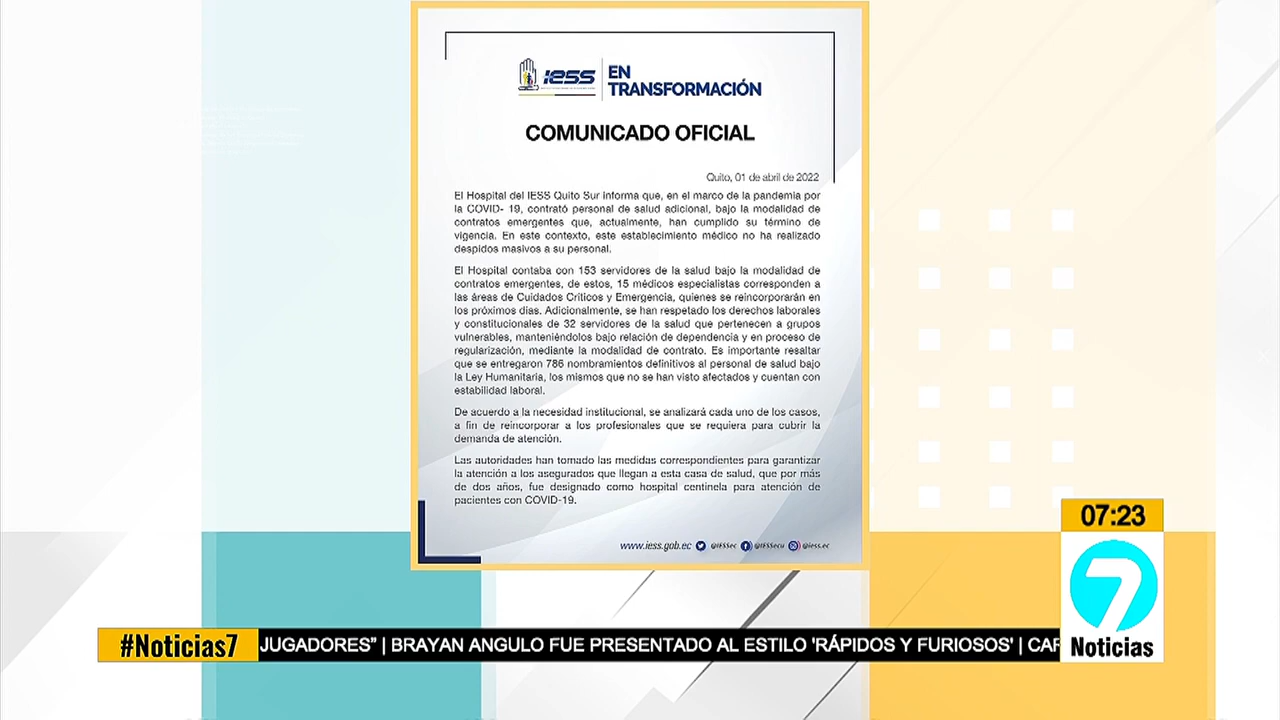 IESS
EN
TRANSFORMACIÓN
COMUNICADO OFICIAL
Quito, 01 de abril de 2022
El Hospital del IESS Quito Sur informa que, en el marco de la pandemia por
la COVID- 19, contrató personal de salud adicional, bajo la modalidad de
contratos emergentes que, actualmente, han cumplido su término de
vigencia. En este contexto, este establecimiento médico no ha realizado
despidos masivos a su personal.
El Hospital contaba con 153 servidores de la salud bajo la modalidad de
contratos emergentes, de estos, 15 médicos especialistas corresponden a
las áreas de Cuidados Críticos y Emergencia, quienes se reincorporarán en
los próximos días. Adicionalmente, se han respetado los derechos laborales
y constitucionales de 32 servidores de la salud que pertenecen a grupos
vulnerables, manteniéndolos bajo relación de dependencia y en proceso de
regularización, mediante la modalidad de contrato. Es importante resaltar
que se entregaron 786 nombramientos definitivos al personal de salud bajo
la Ley Humanitaria, los mismos que no se han visto afectados y cuentan con
estabilidad laboral.
De acuerdo a la necesidad institucional, se analizará cada uno de los casos,
a fin de reincorporar a los profesionales que se requiera para cubrir la
demanda de atención.
Las autoridades han tomado las medidas correspondientes para garantizar
la atención a los asegurados que llegan a esta casa de salud, que por más
de dos años, fue designado como hospital centinela para atención de
pacientes con COVID-19.
www.iess.gob.ec @IESSec @IESSecu @iess.ec
07:23
7
Noticias
#Noticias7 JUGADORES" | BRAYAN ANGULO FUE PRESENTADO AL ESTILO 'RÁPIDOS Y FURIOSOS' | CAR